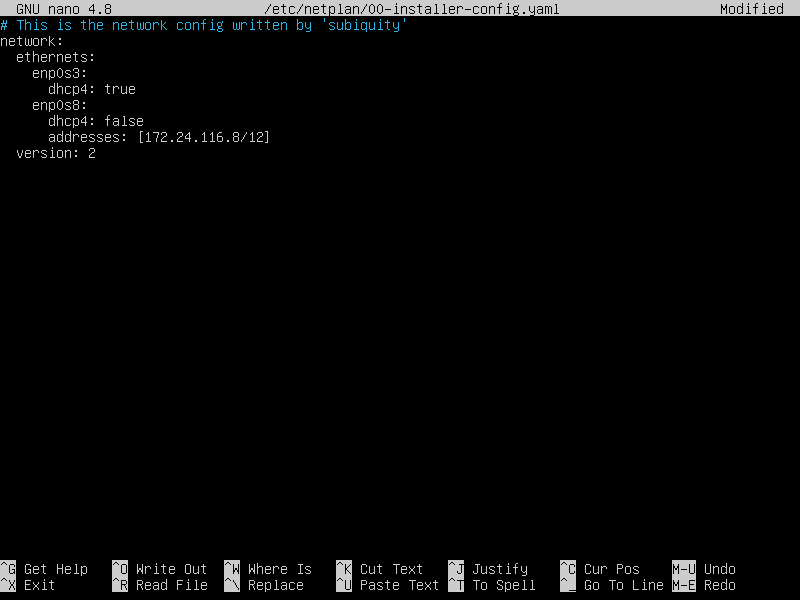 GNU nano 4.8 /etc/netplan/00-installer-config.yaml Modified
# This is the network config written by 'subiquity'
network:
  ethernets:
    enp0s3:
      dhcp4: true
    enp0s8:
      dhcp4: false
      addresses: [172.24.116.8/12]
  version: 2
^G Get Help ^O Write Out ^W Where Is ^K Cut Text ^J Justify ^C Cur Pos M-U Undo
^X Exit ^R Read File ^\ Replace ^U Paste Text ^T To Spell ^_ Go To Line M-E Redo